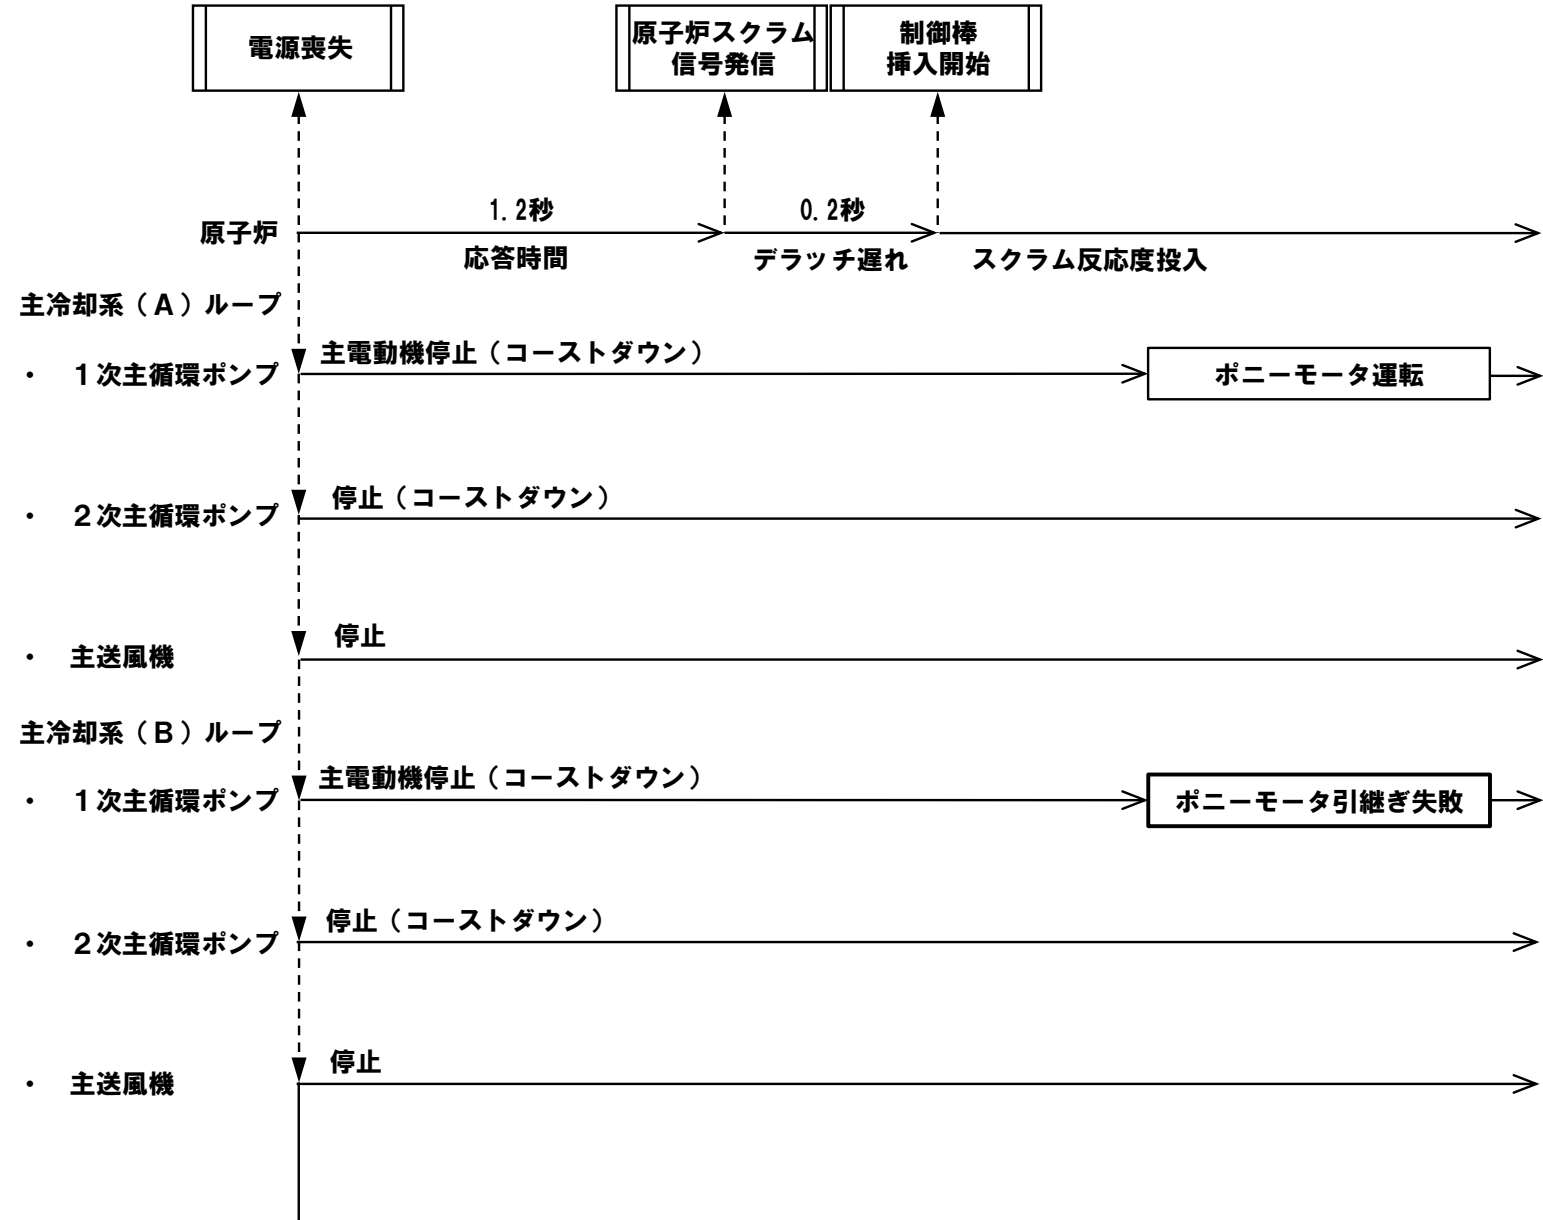 電源喪失
原子炉スクラム
信号発信
制御棒
挿入開始
1.2秒
0.2秒
原子炉
応答時間
デラッチ遅れ
スクラム反応度投入
主冷却系（Ａ）ループ
主電動機停止（コーストダウン）
・ １次主循環ポンプ
ポニーモータ運転
停止（コーストダウン）
・ ２次主循環ポンプ
停止
・ 主送風機
主冷却系（Ｂ）ループ
主電動機停止（コーストダウン）
・ １次主循環ポンプ
ポニーモータ引継ぎ失敗
停止（コーストダウン）
・ ２次主循環ポンプ
停止
・ 主送風機